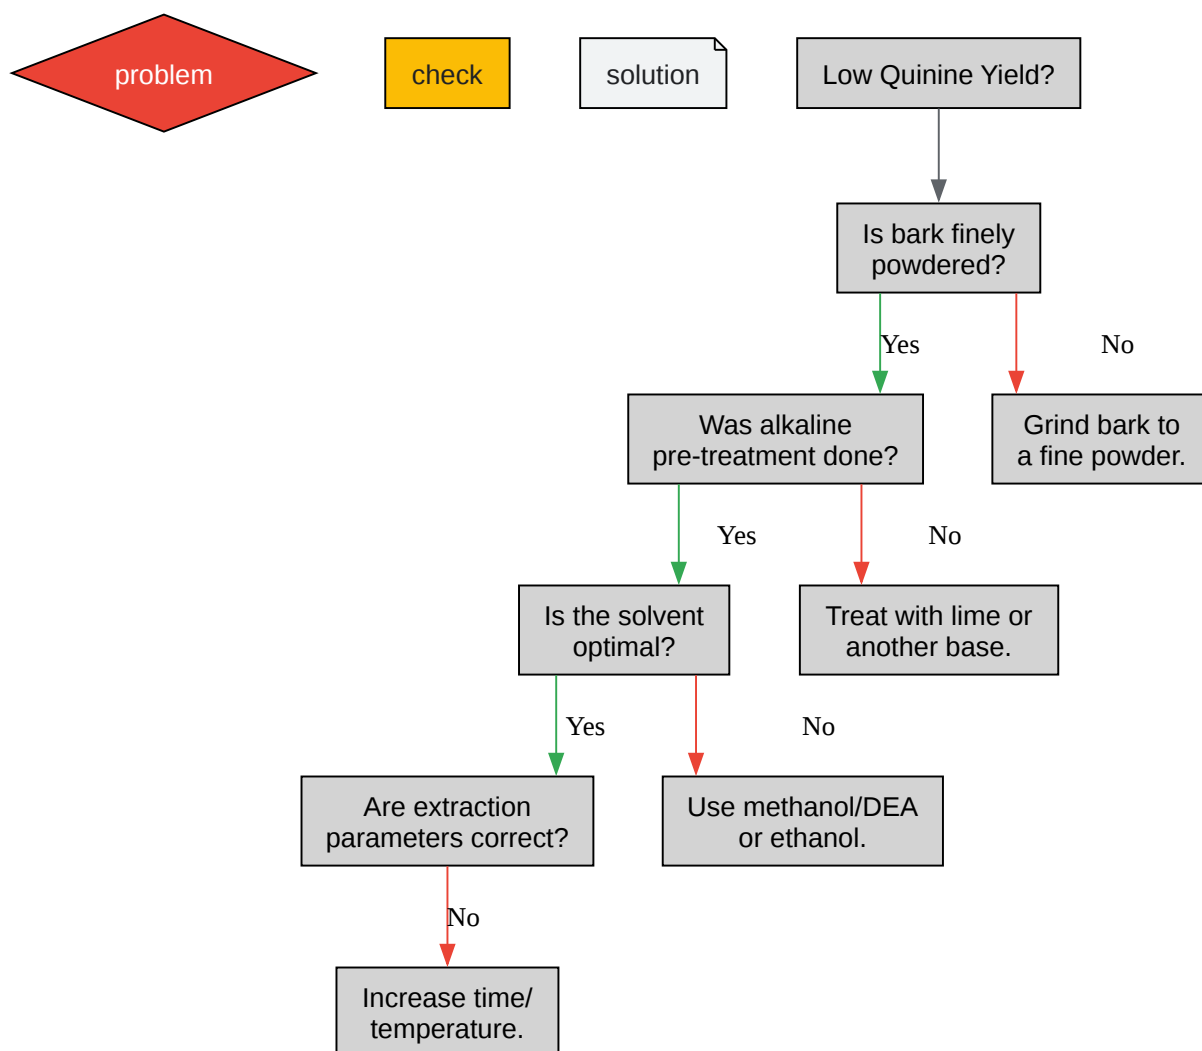 problem
check
solution
Low Quinine Yield?
Is bark finely
powdered?
Yes
No
Was alkaline
pre-treatment done?
Grind bark to
a fine powder.
Yes
No
Is the solvent
optimal?
Treat with lime or
another base.
Yes
No
Are extraction
parameters correct?
Use methanol/DEA
or ethanol.
No
Increase time/
temperature.